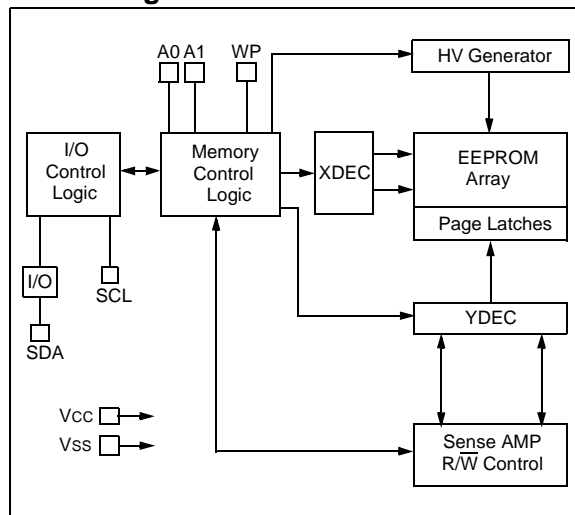 A0 A1 WP
HV Generator
I/O
Control
Logic
Memory
Control
Logic
XDEC
EEPROM
Array
Page Latches
I/O
SCL
SDA
YDEC
VCC
VSS
Sense AMP
R/W̅ Control